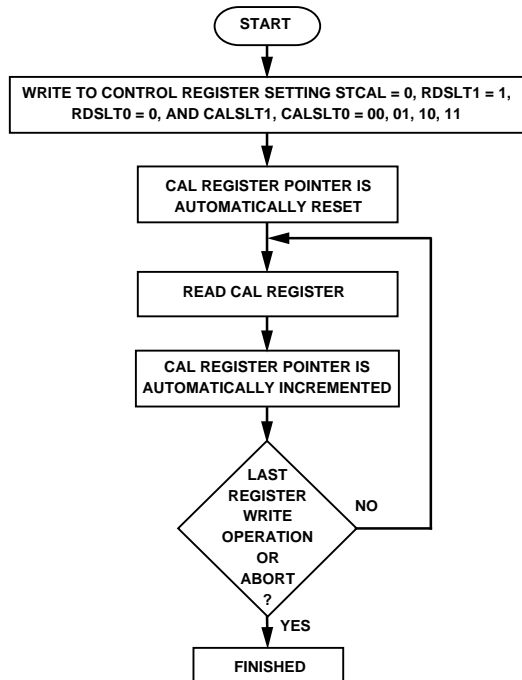 START
WRITE TO CONTROL REGISTER SETTING STCAL = 0, RDSLT1 = 1,
RDSLT0 = 0, AND CALSLT1, CALSLT0 = 00, 01, 10, 11
CAL REGISTER POINTER IS
AUTOMATICALLY RESET
READ CAL REGISTER
CAL REGISTER POINTER IS
AUTOMATICALLY INCREMENTED
LAST
REGISTER
WRITE
OPERATION
OR
ABORT
?
NO
YES
FINISHED